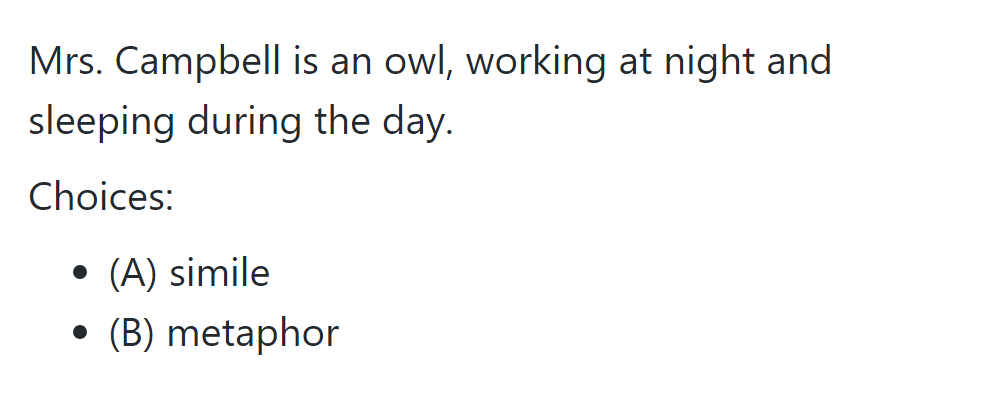 Mrs. Campbell is an owl, working at night and
sleeping during the day.
Choices:
• (A) simile
• (B) metaphor